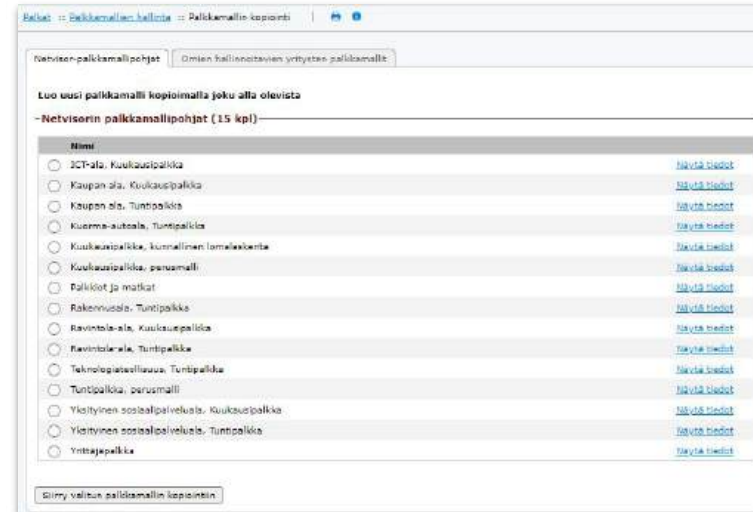 Palkat :: Palkkamallien hallinta :: Palkkamallin kopiointi
Netvisor-palkkamallipohjat
Omien hallinnoitavien yritysten palkkamallit
Luo uusi palkkamalli kopioimalla joku alla olevista
Netvisorin palkkamallipohjat (15 kpl)
Nimi
ICT-ala, Kuukausipalkka Näytä tiedot
Kaupan ala, Kuukausipalkka Näytä tiedot
Kaupan ala, Tuntipalkka Näytä tiedot
Kuorma-autoala, Tuntipalkka Näytä tiedot
Kuukausipalkka, kunnallinen lomalaskenta Näytä tiedot
Kuukausipalkka, perusmalli Näytä tiedot
Palkkiot ja matkat Näytä tiedot
Rakennusala, Tuntipalkka Näytä tiedot
Ravintola-ala, Kuukausipalkka Näytä tiedot
Ravintola-ala, Tuntipalkka Näytä tiedot
Teknologiateollisuus, Tuntipalkka Näytä tiedot
Tuntipalkka, perusmalli Näytä tiedot
Yksityinen sosiaalipalveluala, Kuukausipalkka Näytä tiedot
Yksityinen sosiaalipalveluala, Tuntipalkka Näytä tiedot
Yrittäjäpalkka Näytä tiedot
Siirry valitun palkkamallin kopiointiin